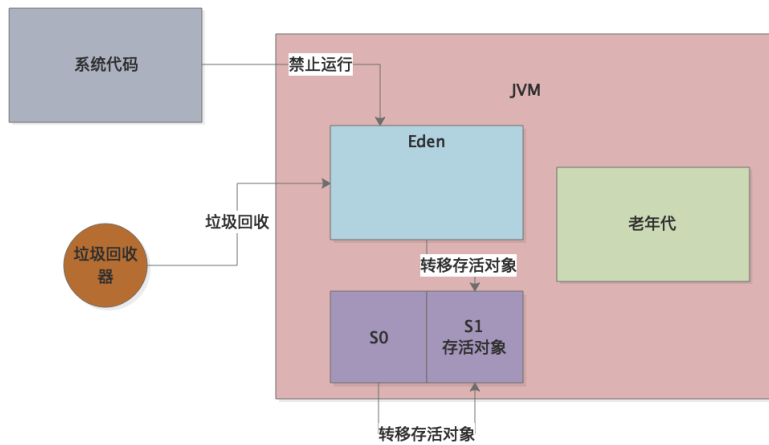 系统代码
禁止运行
JVM
Eden
垃圾回收
老年代
垃圾回收
器
转移存活对象
S0
S1
存活对象
转移存活对象